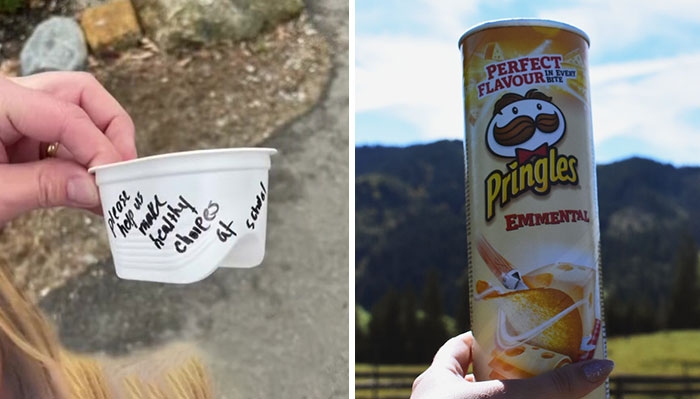 please
help us
make
healthy
choices
at
school
PERFECT
FLAVOUR IN EVERY
BITE
Pringles
EMMENTAL